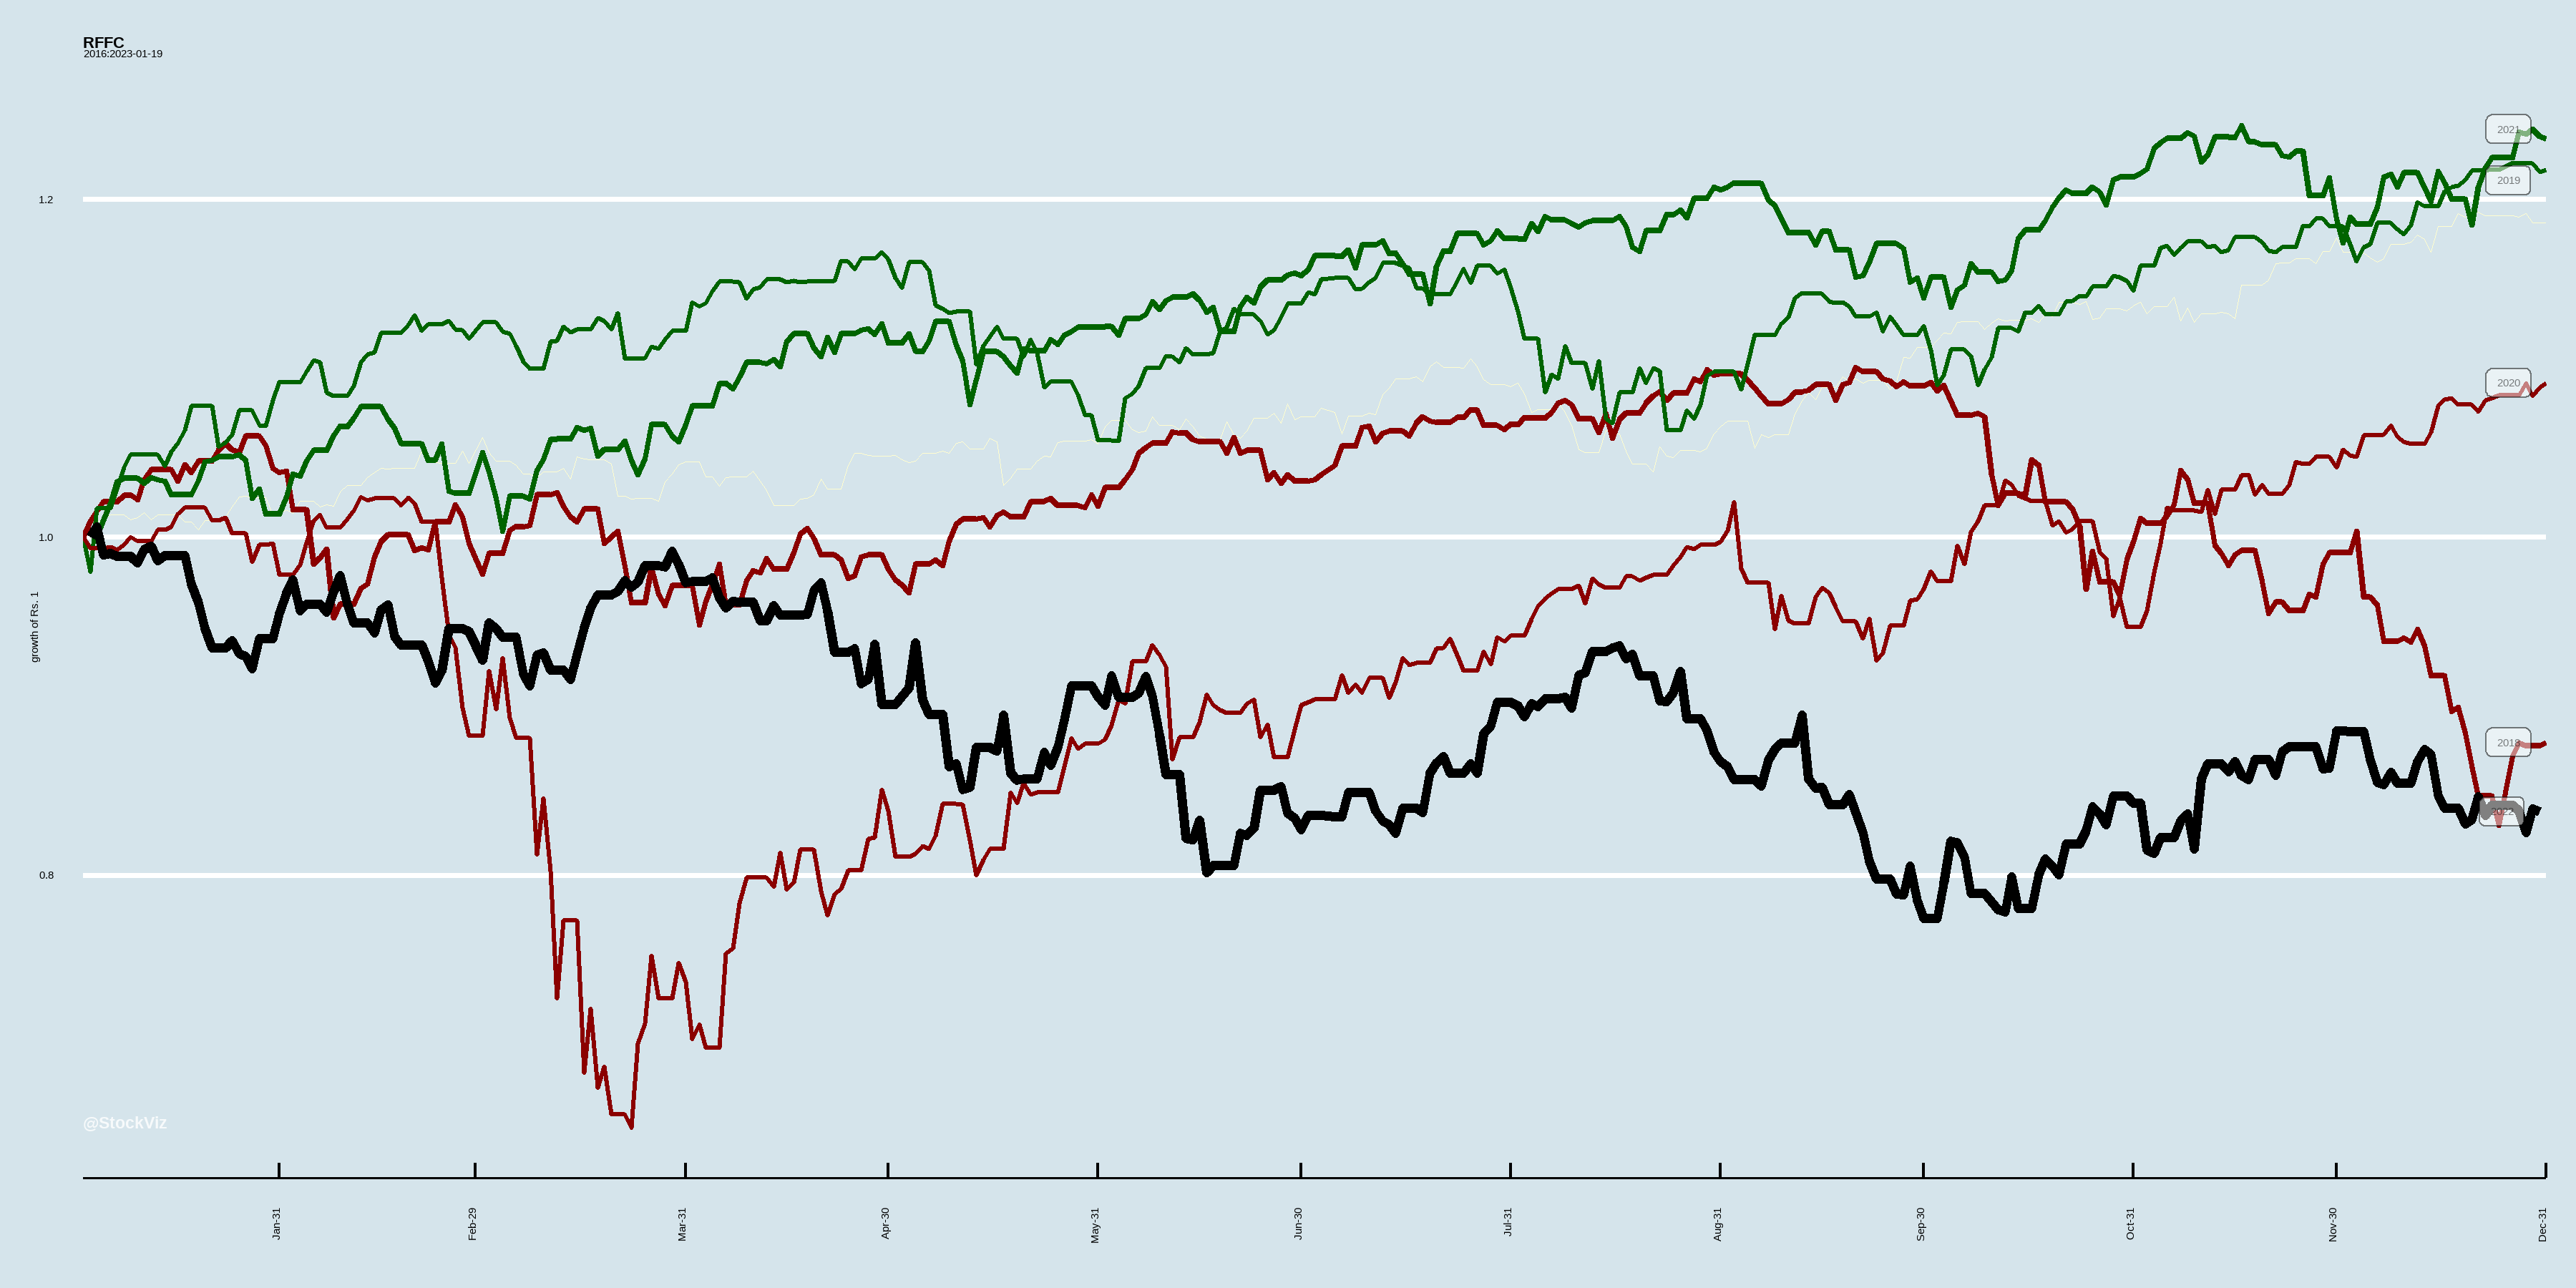 RFFC
2016:2023-01-19
2021
1.2
2019
2020
1.0
growth of Rs. 1
2018
2022
0.8
@StockViz
Jan-31
Feb-29
Mar-31
Apr-30
May-31
Jun-30
Jul-31
Aug-31
Sep-30
Oct-31
Nov-30
Dec-31